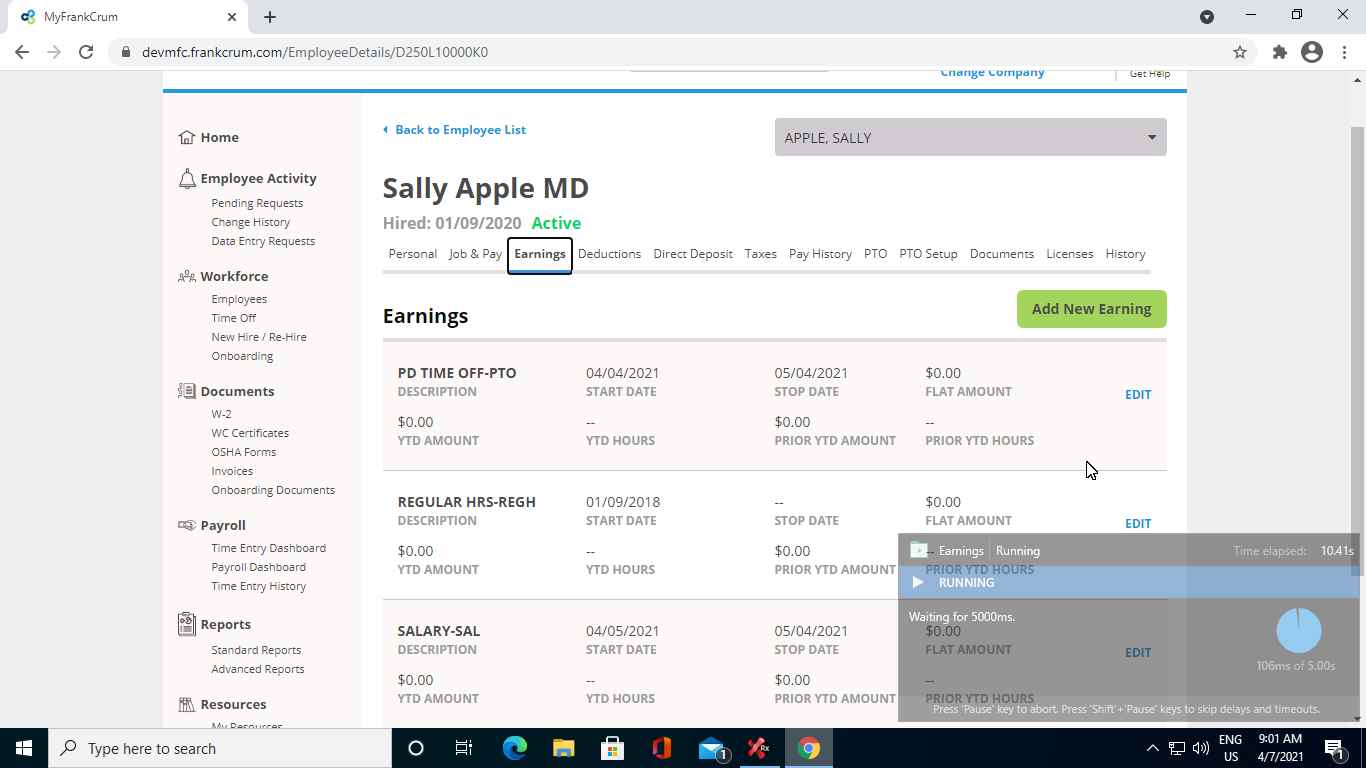 MyFrankCrum
devmfc.frankcrum.com/EmployeeDetails/D250L10000K0
Change Company
Get Help
Home
Employee Activity
Pending Requests
Change History
Data Entry Requests
Workforce
Employees
Time Off
New Hire / Re-Hire
Onboarding
Documents
W-2
WC Certificates
OSHA Forms
Invoices
Onboarding Documents
Payroll
Time Entry Dashboard
Payroll Dashboard
Time Entry History
Reports
Standard Reports
Advanced Reports
Resources
My Resources
Back to Employee List
APPLE, SALLY
Sally Apple MD
Hired: 01/09/2020 Active
Personal Job & Pay Earnings Deductions Direct Deposit Taxes Pay History PTO PTO Setup Documents Licenses History
Earnings
Add New Earning
PD TIME OFF-PTO 04/04/2021 05/04/2021 $0.00
DESCRIPTION START DATE STOP DATE FLAT AMOUNT
EDIT
$0.00 -- $0.00 --
YTD AMOUNT YTD HOURS PRIOR YTD AMOUNT PRIOR YTD HOURS
REGULAR HRS-REGH 01/09/2018 -- $0.00
DESCRIPTION START DATE STOP DATE FLAT AMOUNT
EDIT
$0.00 -- $0.00 --
YTD AMOUNT YTD HOURS PRIOR YTD AMOUNT PRIOR YTD HOURS
SALARY-SAL 04/05/2021 05/04/2021 $0.00
DESCRIPTION START DATE STOP DATE FLAT AMOUNT
EDIT
$0.00 -- $0.00 --
YTD AMOUNT YTD HOURS PRIOR YTD AMOUNT PRIOR YTD HOURS
Earnings Running Time elapsed: 10.41s
RUNNING
Waiting for 5000ms.
106ms of 5.00s
Press 'Pause' key to abort. Press 'Shift'+'Pause' keys to skip delays and timeouts.
Type here to search
1
Rx
ENG
US
9:01 AM
4/7/2021
1